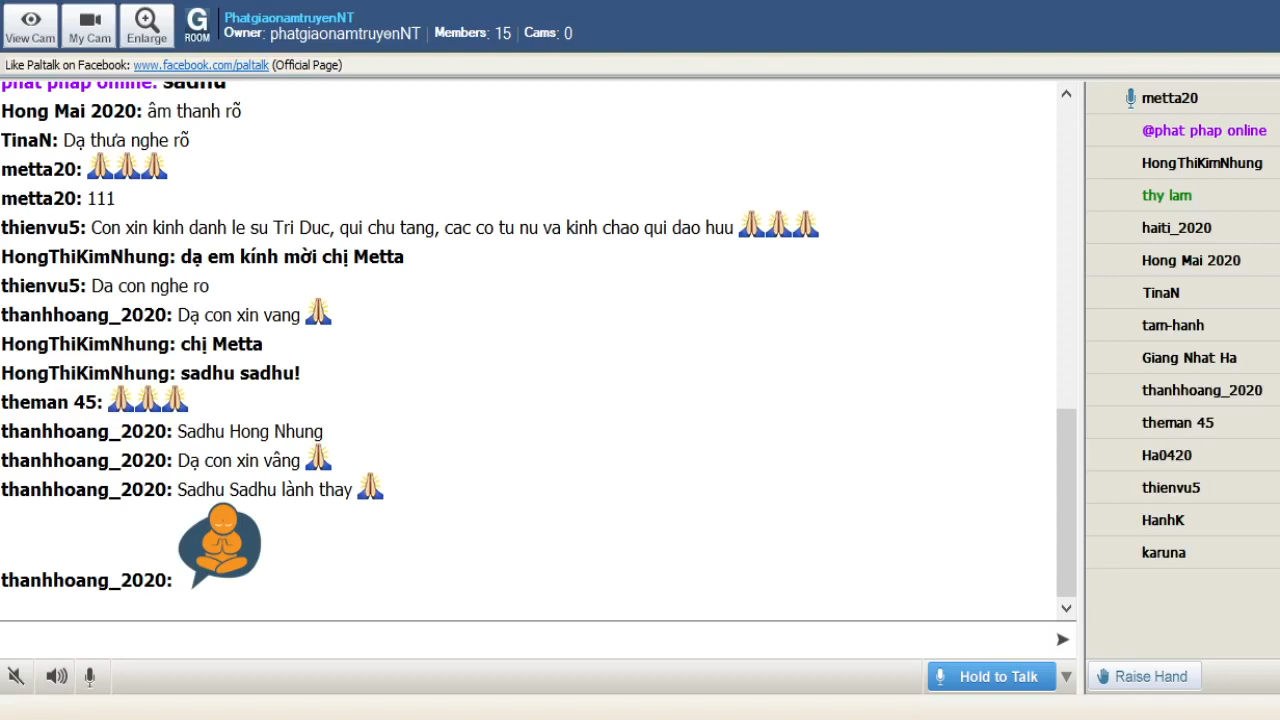 PhatgiaonamtruyenNT
Owner: phatgiaonamtruyenNT | Members: 15 | Cams: 0
View Cam
My Cam
Enlarge
G
ROOM
Like Paltalk on Facebook: www.facebook.com/paltalk (Official Page)
phat phap online: sadhu
Hong Mai 2020: âm thanh rõ
TinaN: Dạ thưa nghe rõ
metta20: 🙏🙏🙏
metta20: 111
thienvu5: Con xin kinh danh le su Tri Duc, qui chu tang, cac co tu nu va kinh chao qui dao huu 🙏🙏🙏
HongThiKimNhung: dạ em kính mời chị Metta
thienvu5: Da con nghe ro
thanhhoang_2020: Dạ con xin vang 🙏
HongThiKimNhung: chị Metta
HongThiKimNhung: sadhu sadhu!
theman 45: 🙏🙏🙏
thanhhoang_2020: Sadhu Hong Nhung
thanhhoang_2020: Dạ con xin vâng 🙏
thanhhoang_2020: Sadhu Sadhu lành thay 🙏
thanhhoang_2020:
metta20
@phat phap online
HongThiKimNhung
thy lam
haiti_2020
Hong Mai 2020
TinaN
tam-hanh
Giang Nhat Ha
thanhhoang_2020
theman 45
Ha0420
thienvu5
HanhK
karuna
Hold to Talk
Raise Hand